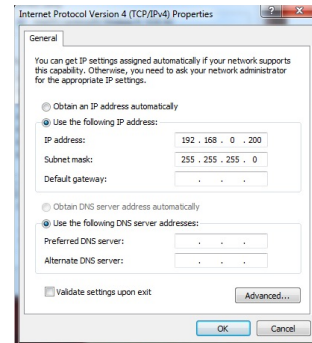 Internet Protocol Version 4 (TCP/IPv4) Properties
General
You can get IP settings assigned automatically if your network supports
this capability. Otherwise, you need to ask your network administrator
for the appropriate IP settings.
Obtain an IP address automatically
Use the following IP address:
IP address: 192 . 168 . 0 . 200
Subnet mask: 255 . 255 . 255 . 0
Default gateway: . . .
Obtain DNS server address automatically
Use the following DNS server addresses:
Preferred DNS server: . . .
Alternate DNS server: . . .
Validate settings upon exit
Advanced...
OK Cancel